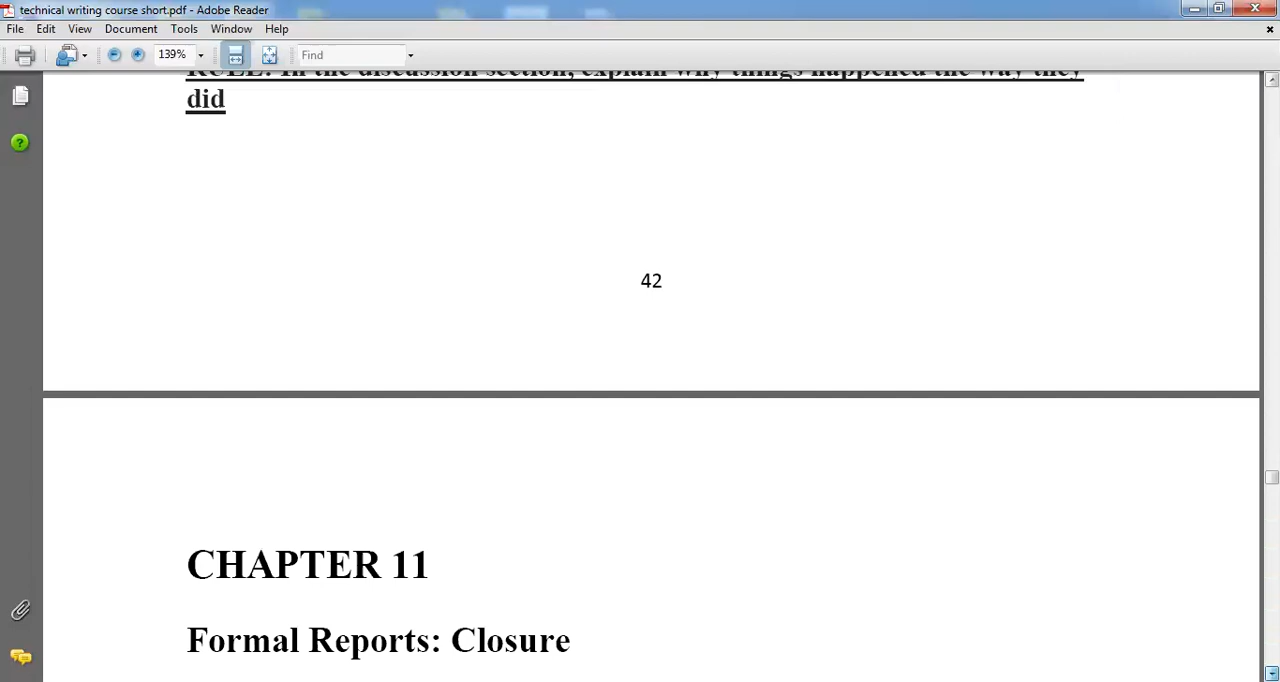 technical writing course short.pdf - Adobe Reader
File Edit View Document Tools Window Help
139% Find
RULE: In the discussion section, explain why things happened the way they
did
42
CHAPTER 11
Formal Reports: Closure